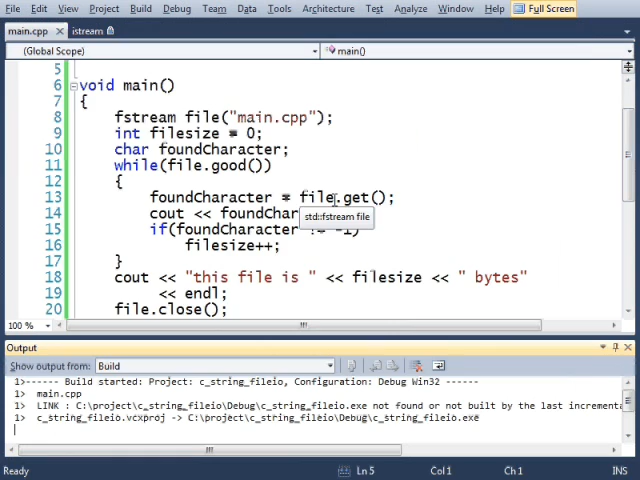 File Edit View Project Build Debug Team Data Tools Architecture Test Analyze Window Help Full Screen
main.cpp istream
(Global Scope) main()
5
6 void main()
7 {
8 fstream file("main.cpp");
9 int filesize = 0;
10 char foundCharacter;
11 while(file.good())
12 {
13 foundCharacter = file.get();
14 cout << foundChar
std::fstream file
15 if(foundCharacter != -1)
16 filesize++;
17 }
18 cout << "this file is " << filesize << " bytes"
19 << endl;
20 file.close();
100 %
Output
Show output from: Build
1>------ Build started: Project: c_string_fileio, Configuration: Debug Win32 ------
1> main.cpp
1> LINK : C:\project\c_string_fileio\Debug\c_string_fileio.exe not found or not built by the last incrementa
1> c_string_fileio.vcxproj -> C:\project\c_string_fileio\Debug\c_string_fileio.exe
Ready Ln 5 Col 1 Ch 1 INS